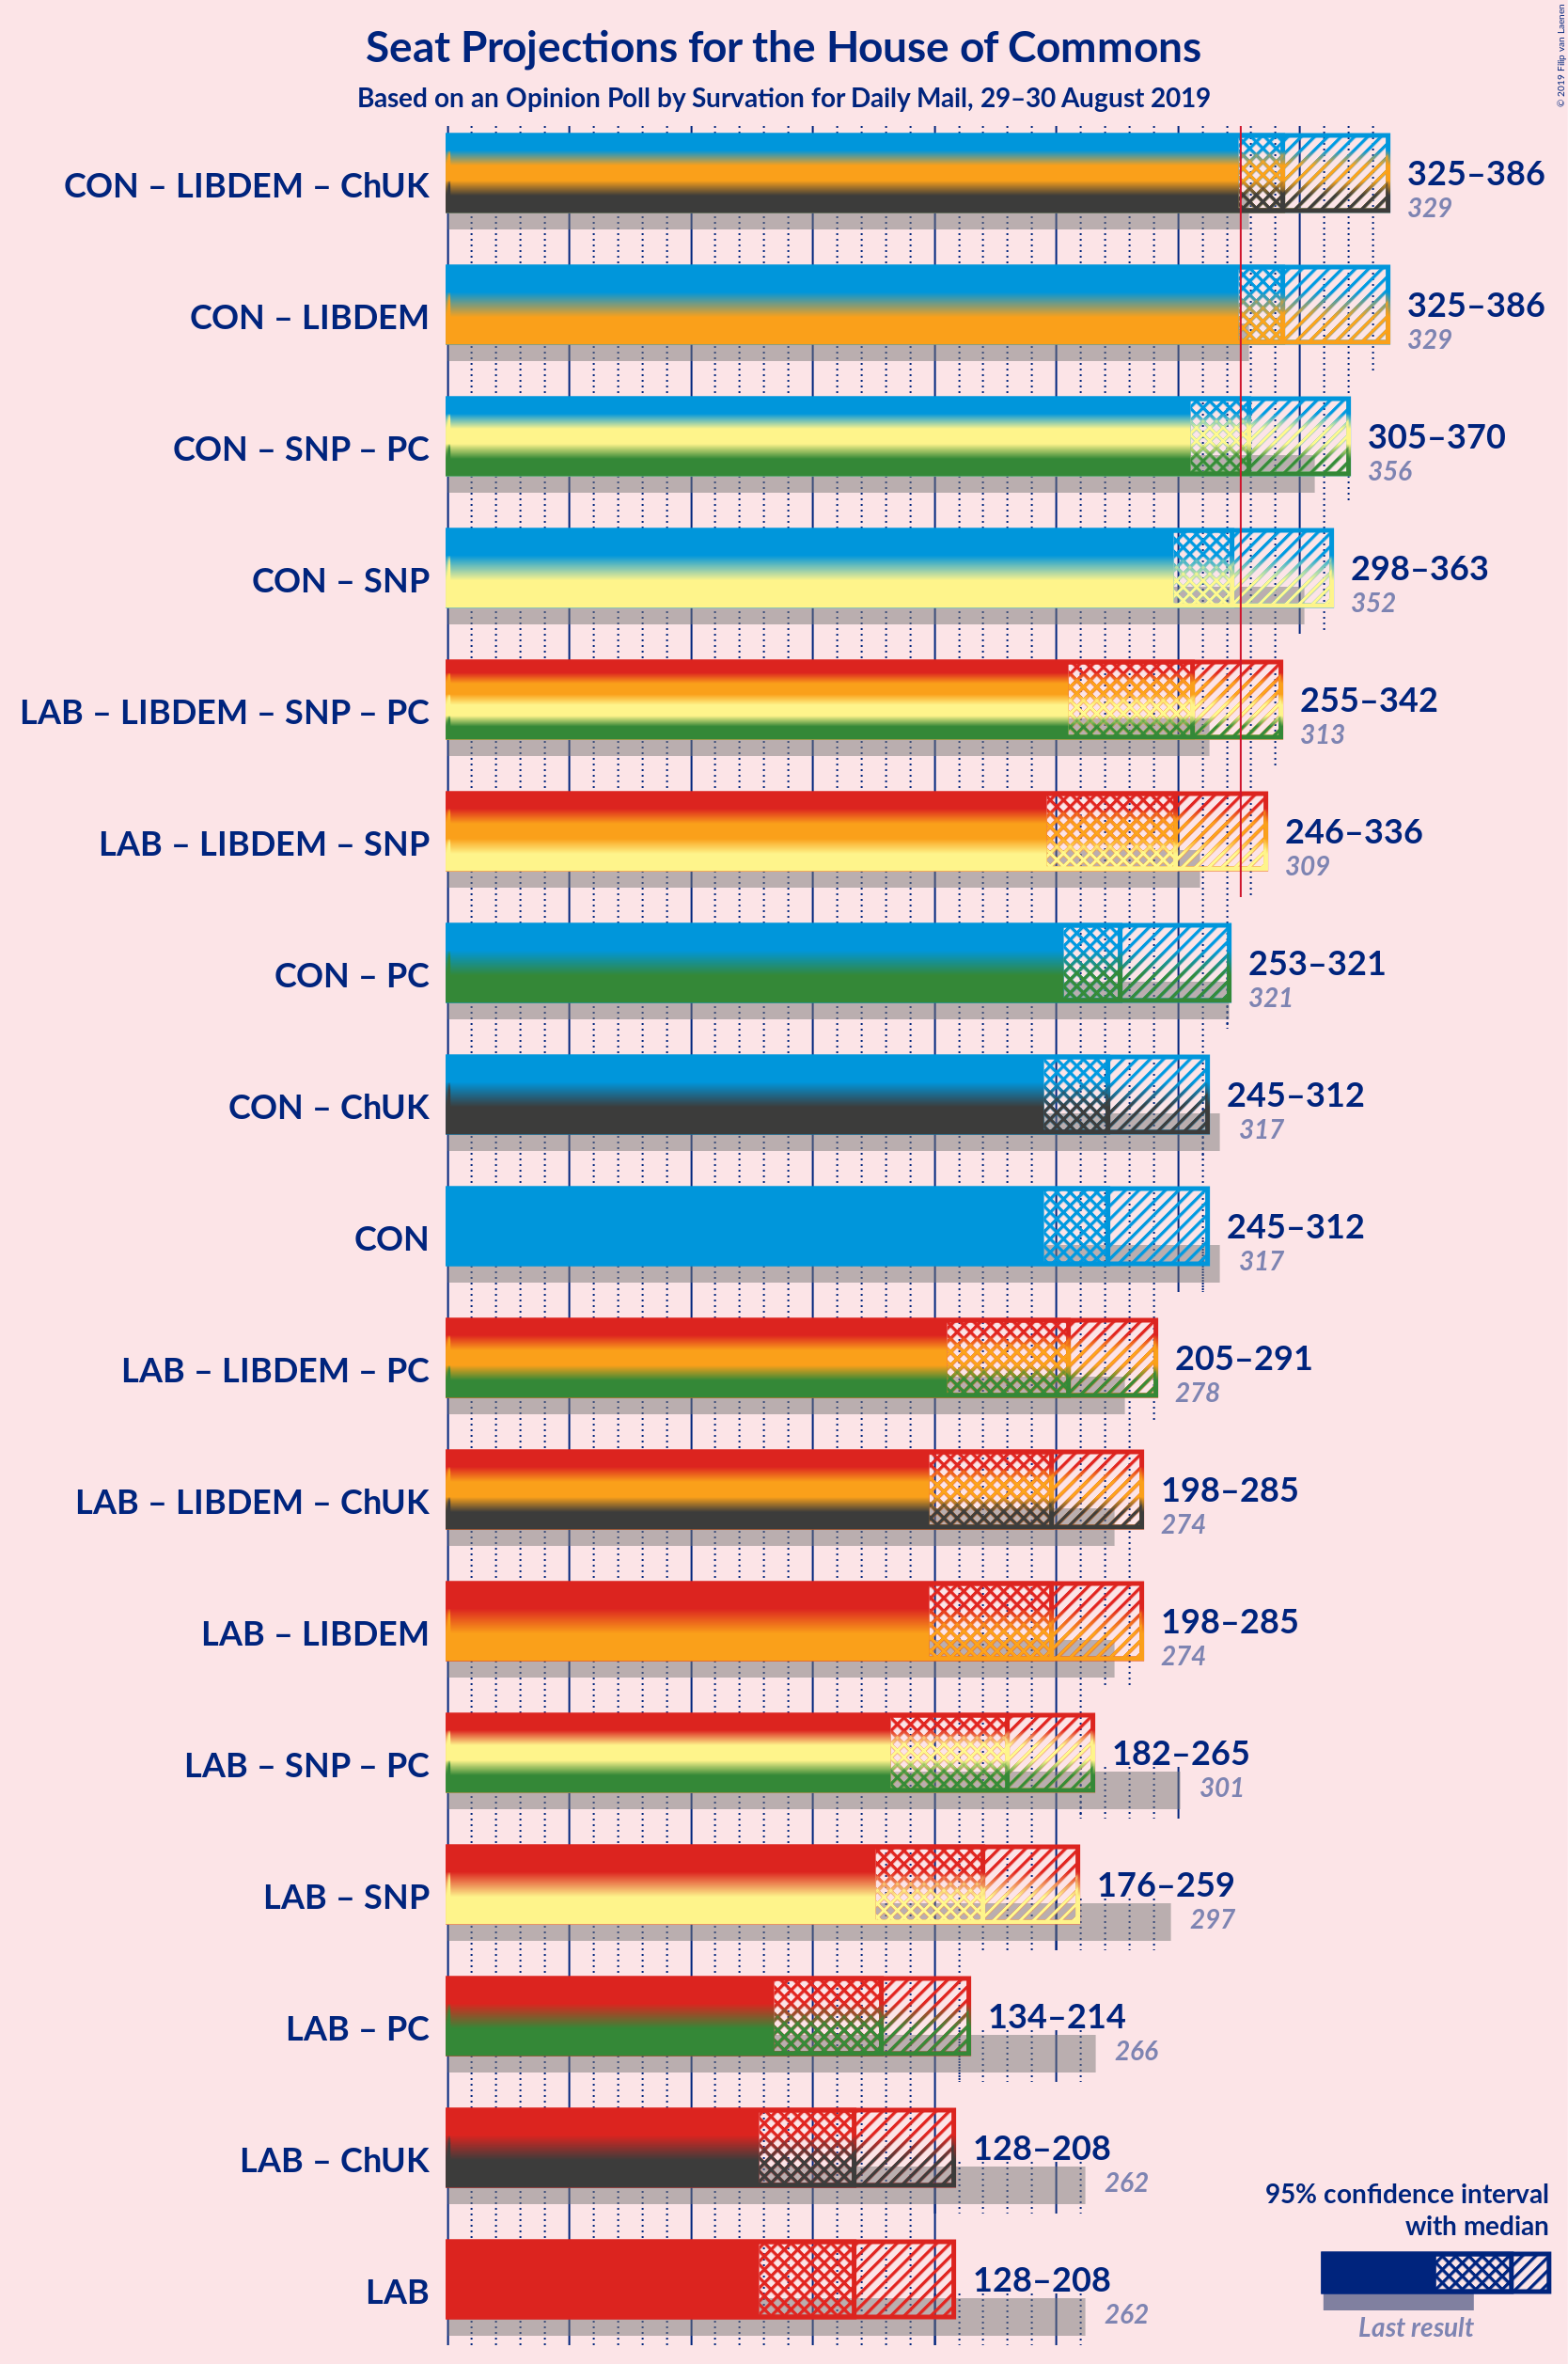 Seat Projections for the House of Commons
Based on an Opinion Poll by Survation for Daily Mail, 29–30 August 2019
© 2019 Filip van Laenen
CON – LIBDEM – ChUK
325–386
329
CON – LIBDEM
325–386
329
CON – SNP – PC
305–370
356
CON – SNP
298–363
352
LAB – LIBDEM – SNP – PC
255–342
313
LAB – LIBDEM – SNP
246–336
309
CON – PC
253–321
321
CON – ChUK
245–312
317
CON
245–312
317
LAB – LIBDEM – PC
205–291
278
LAB – LIBDEM – ChUK
198–285
274
LAB – LIBDEM
198–285
274
LAB – SNP – PC
182–265
301
LAB – SNP
176–259
297
LAB – PC
134–214
266
LAB – ChUK
128–208
262
LAB
128–208
262
95% confidence interval
with median
Last result